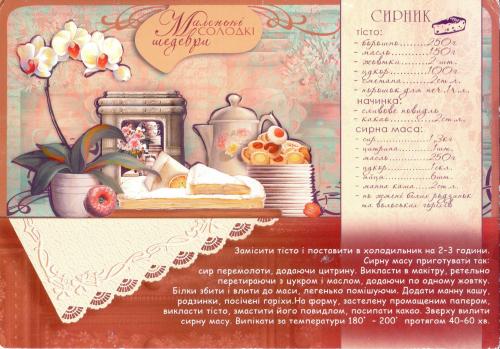 Маленькі
СОЛОДКІ
шедеври
СИРНИК
тісто:
- борошно..........250г
- масло..............150г
- жовтки............2 шт.
- цукор..............100г
- сметана..........2ст.л.
- порошок для печ.1ч.л.
начинка:
- сливове повидло
- какао..............2ст.л.
сирна маса:
- сир..................1,3кг
- цитрина..........1шт.
- масло..............250г
- цукор..............1скл.
- яйця................6шт.
- манна каша....2ст.л.
- по жмені білих родзинок
та волоських горіхів
Замісити тісто і поставити в холодильник на 2-3 години.
Сирну масу приготувати так:
сир перемолоти, додаючи цитрину. Викласти в макітру, ретельно
перетираючи з цукром і маслом, додаючи по одному жовтку.
Білки збити і влити до маси, легенько помішуючи. Додати манну кашу,
родзинки, посічені горіхи.На форму, застелену промащеним папером,
викласти тісто, змастити його повидлом, посипати какао. Зверху вилити
сирну масу. Випікати за температури 180° - 200° протягом 40-60 хв.